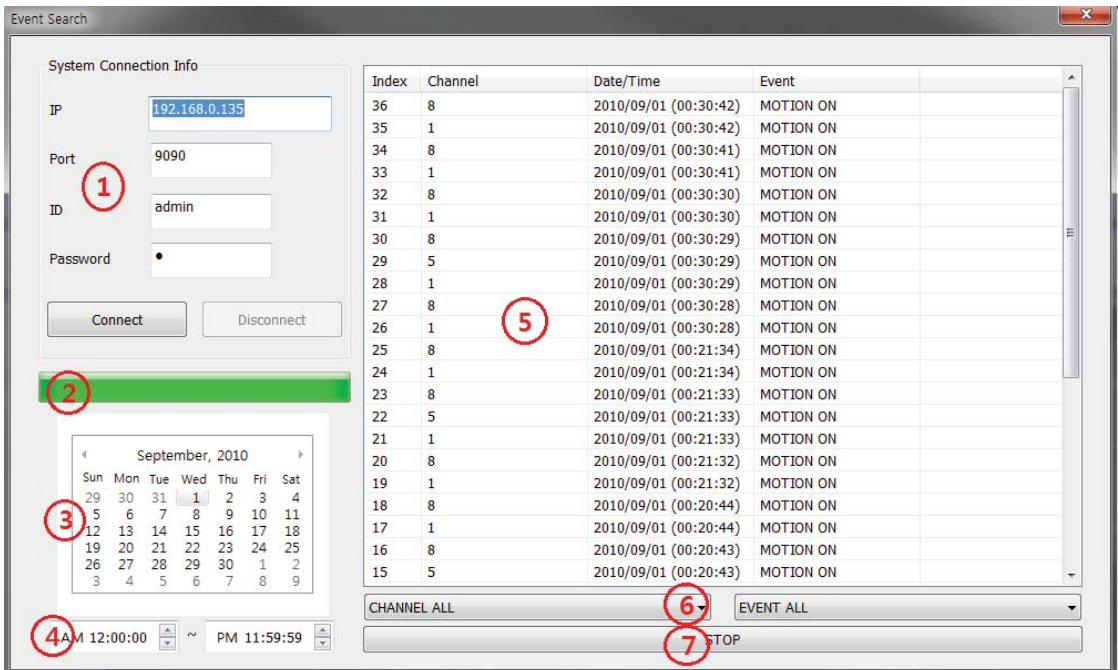 Event Search
System Connection Info
IP
192.168.0.135
Port
9090
1
ID
admin
Password
Connect
Disconnect
2
September, 2010
Sun Mon Tue Wed Thu Fri Sat
29 30 31 1 2 3 4
5 6 7 8 9 10 11
3
12 13 14 15 16 17 18
19 20 21 22 23 24 25
26 27 28 29 30 1 2
3 4 5 6 7 8 9
4
AM 12:00:00 ~ PM 11:59:59
Index Channel Date/Time Event
36 8 2010/09/01 (00:30:42) MOTION ON
35 1 2010/09/01 (00:30:42) MOTION ON
34 8 2010/09/01 (00:30:41) MOTION ON
33 1 2010/09/01 (00:30:41) MOTION ON
32 8 2010/09/01 (00:30:30) MOTION ON
31 1 2010/09/01 (00:30:30) MOTION ON
30 8 2010/09/01 (00:30:29) MOTION ON
29 5 2010/09/01 (00:30:29) MOTION ON
28 1 2010/09/01 (00:30:29) MOTION ON
27 8 2010/09/01 (00:30:28) MOTION ON
5
26 1 2010/09/01 (00:30:28) MOTION ON
25 8 2010/09/01 (00:21:34) MOTION ON
24 1 2010/09/01 (00:21:34) MOTION ON
23 8 2010/09/01 (00:21:33) MOTION ON
22 5 2010/09/01 (00:21:33) MOTION ON
21 1 2010/09/01 (00:21:33) MOTION ON
20 8 2010/09/01 (00:21:32) MOTION ON
19 1 2010/09/01 (00:21:32) MOTION ON
18 8 2010/09/01 (00:20:44) MOTION ON
17 1 2010/09/01 (00:20:44) MOTION ON
16 8 2010/09/01 (00:20:43) MOTION ON
15 5 2010/09/01 (00:20:43) MOTION ON
CHANNEL ALL
6
EVENT ALL
7
STOP